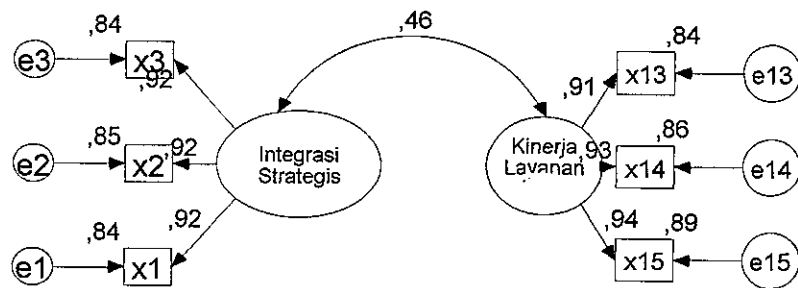 ,46
,84
e3
x3
,92
,85
e2
x2
,92
,84
e1
x1
,92
Integrasi
Strategis
Kinerja
Layanan
,91
,84
x13
e13
,93
,86
x14
e14
,94
,89
x15
e15